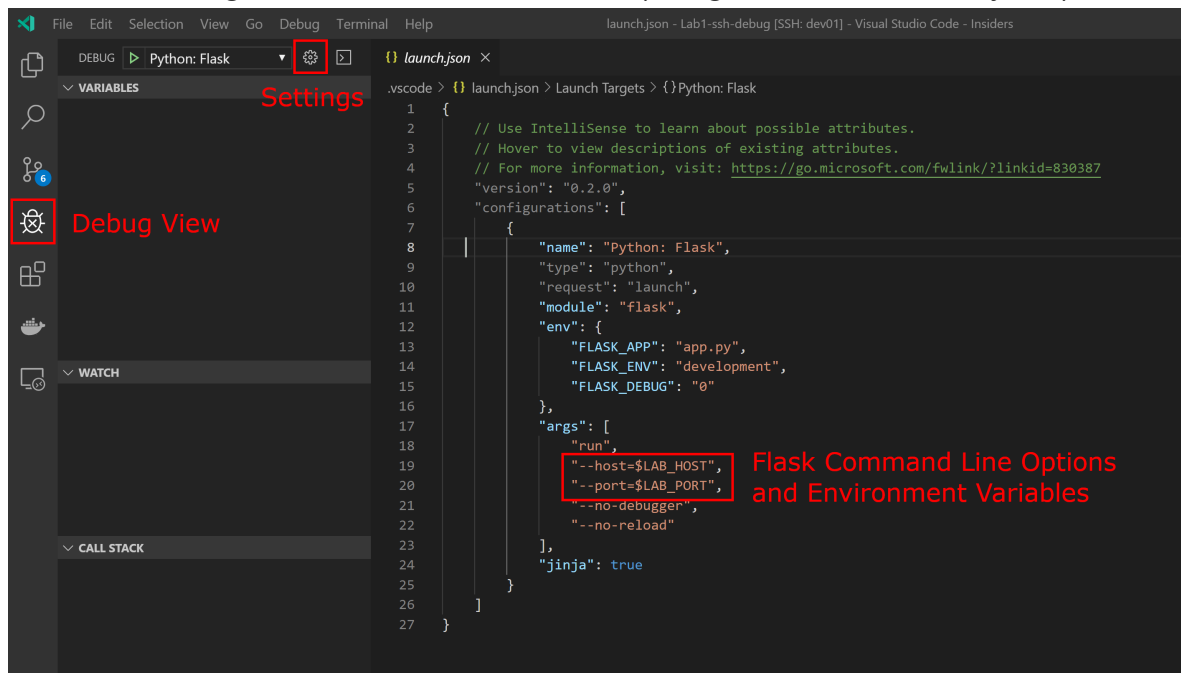 File Edit Selection View Go Debug Terminal Help launch.json - Lab1-ssh-debug [SSH: dev01] - Visual Studio Code - Insiders
DEBUG Python: Flask
VARIABLES
Settings
6
Debug View
WATCH
CALL STACK
{} launch.json ×
.vscode > {} launch.json > Launch Targets > {} Python: Flask
1 {
2 // Use IntelliSense to learn about possible attributes.
3 // Hover to view descriptions of existing attributes.
4 // For more information, visit: https://go.microsoft.com/fwlink/?linkid=830387
5 "version": "0.2.0",
6 "configurations": [
7 {
8 "name": "Python: Flask",
9 "type": "python",
10 "request": "launch",
11 "module": "flask",
12 "env": {
13 "FLASK_APP": "app.py",
14 "FLASK_ENV": "development",
15 "FLASK_DEBUG": "0"
16 },
17 "args": [
18 "run",
19 "--host=$LAB_HOST",
20 "--port=$LAB_PORT",
21 "--no-debugger",
22 "--no-reload"
23 ],
24 "jinja": true
25 }
26 ]
27 }
Flask Command Line Options
and Environment Variables